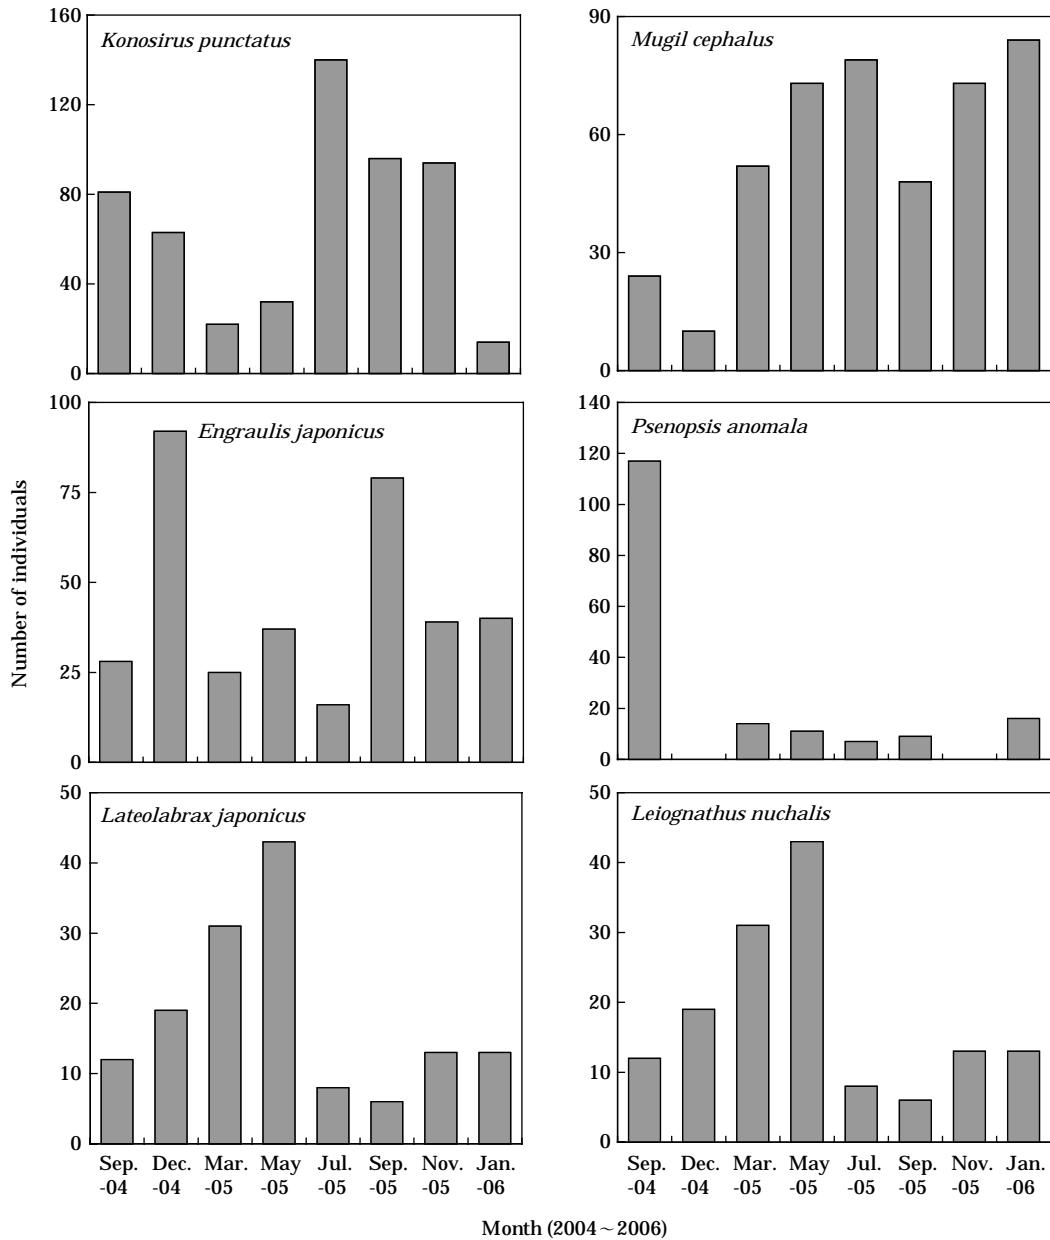 Konosirus punctatus
160
120
80
40
0
Mugil cephalus
90
60
30
0
Engraulis japonicus
100
75
50
25
0
Psenopsis anomala
140
120
100
80
60
40
20
0
Lateolabrax japonicus
50
40
30
20
10
0
Leiognathus nuchalis
50
40
30
20
10
0
Number of individuals
Sep. Dec. Mar. May Jul. Sep. Nov. Jan.
-04 -04 -05 -05 -05 -05 -05 -06
Sep. Dec. Mar. May Jul. Sep. Nov. Jan.
-04 -04 -05 -05 -05 -05 -05 -06
Month (2004~2006)